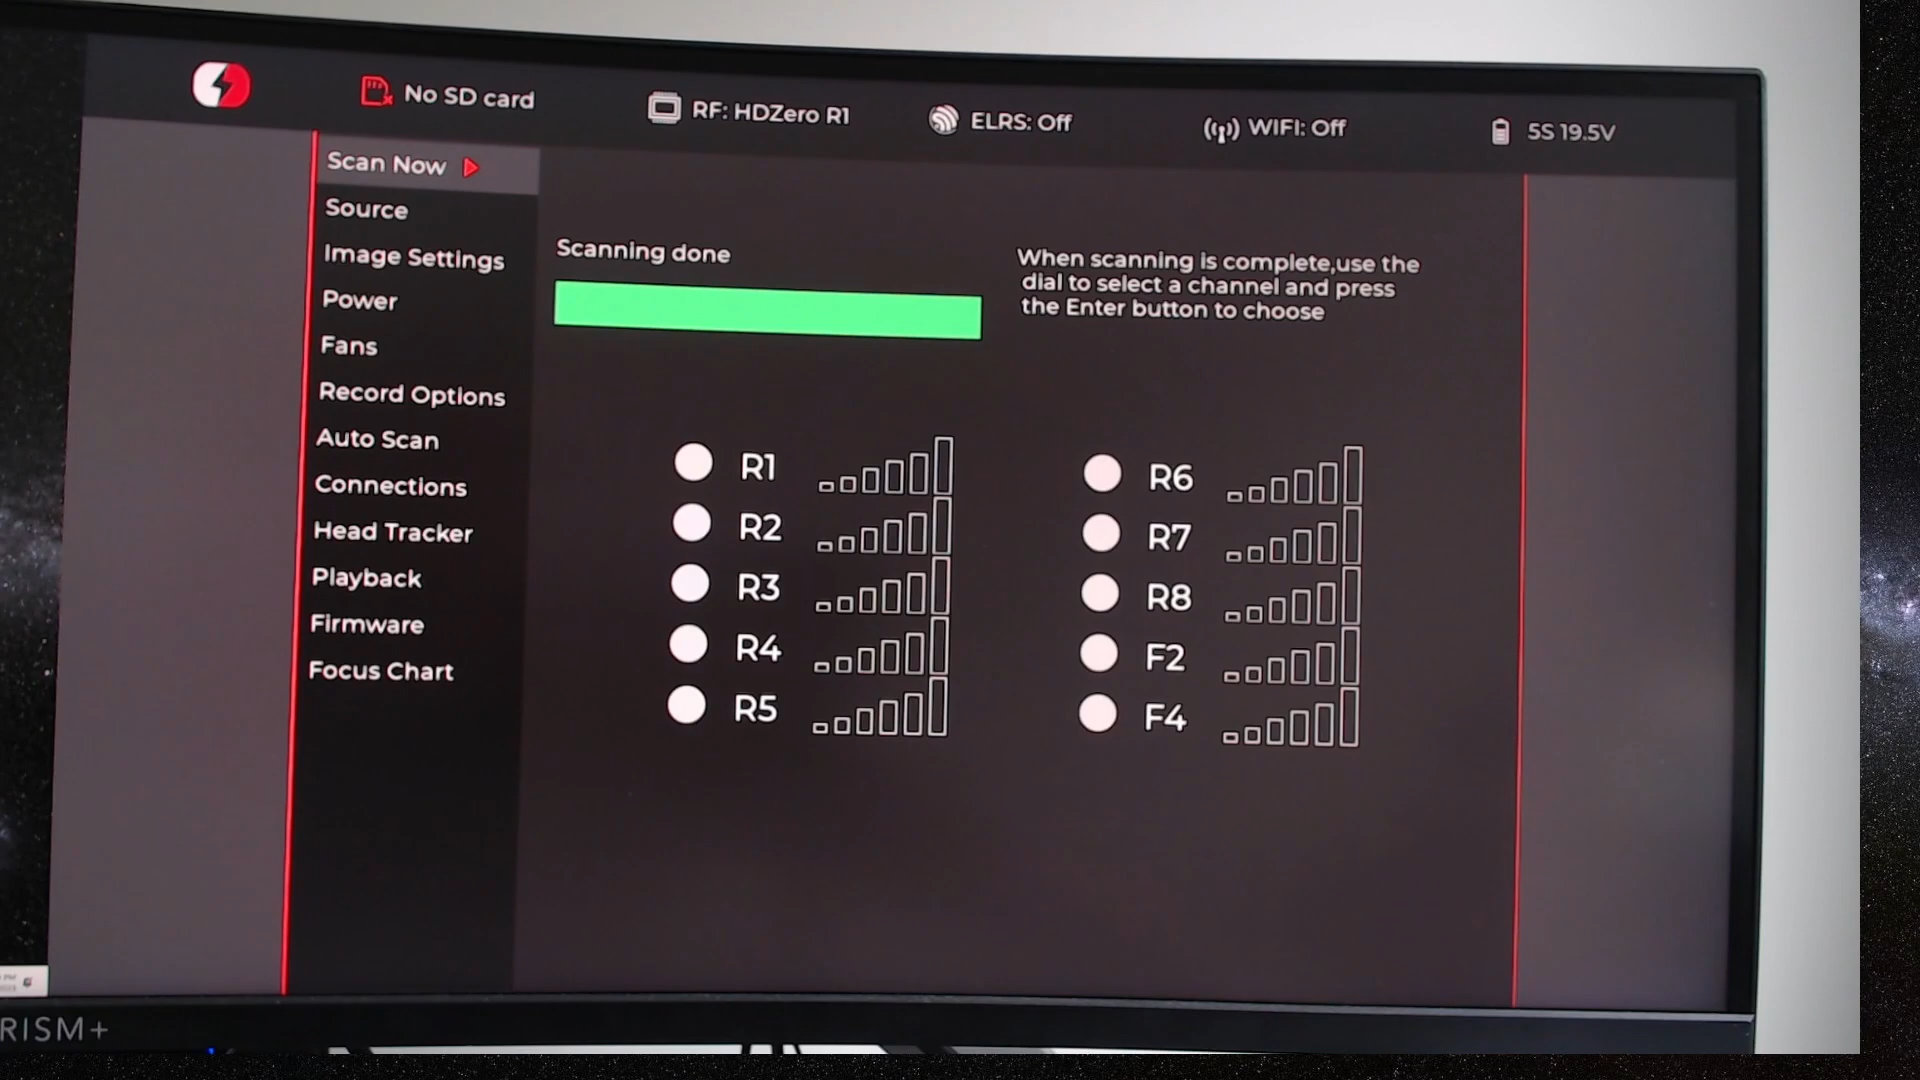 No SD card
RF: HDZero R1
ELRS: Off
WIFI: Off
5S 19.5V
Scan Now
Source
Image Settings
Power
Fans
Record Options
Auto Scan
Connections
Head Tracker
Playback
Firmware
Focus Chart
Scanning done
When scanning is complete,use the
dial to select a channel and press
the Enter button to choose
R1
R2
R3
R4
R5
R6
R7
R8
F2
F4
RISM+